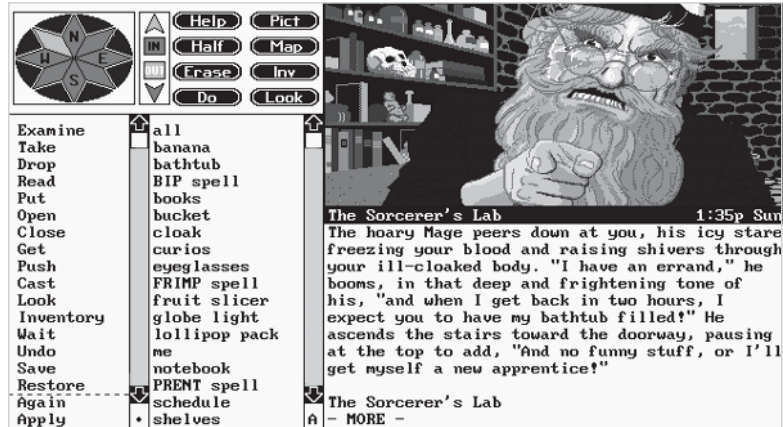 N
W
E
S
IN
OUT
Help
Pict
Half
Map
Erase
Inv
Do
Look
Examine
Take
Drop
Read
Put
Open
Close
Get
Push
Cast
Look
Inventory
Wait
Undo
Save
Restore
Again
Apply
all
banana
bathtub
BIP spell
books
bucket
cloak
curios
eyeglasses
FRIMP spell
fruit slicer
globe light
lollipop pack
me
notebook
PRENT spell
schedule
shelves
A
The Sorcerer's Lab 1:35p Sun
The hoary Mage peers down at you, his icy stare
freezing your blood and raising shivers through
your ill-cloaked body. "I have an errand," he
booms, in that deep and frightening tone of
his, "and when I get back in two hours, I
expect you to have my bathtub filled!" He
ascends the stairs toward the doorway, pausing
at the top to add, "And no funny stuff, or I'll
get myself a new apprentice!"
The Sorcerer's Lab
- MORE -